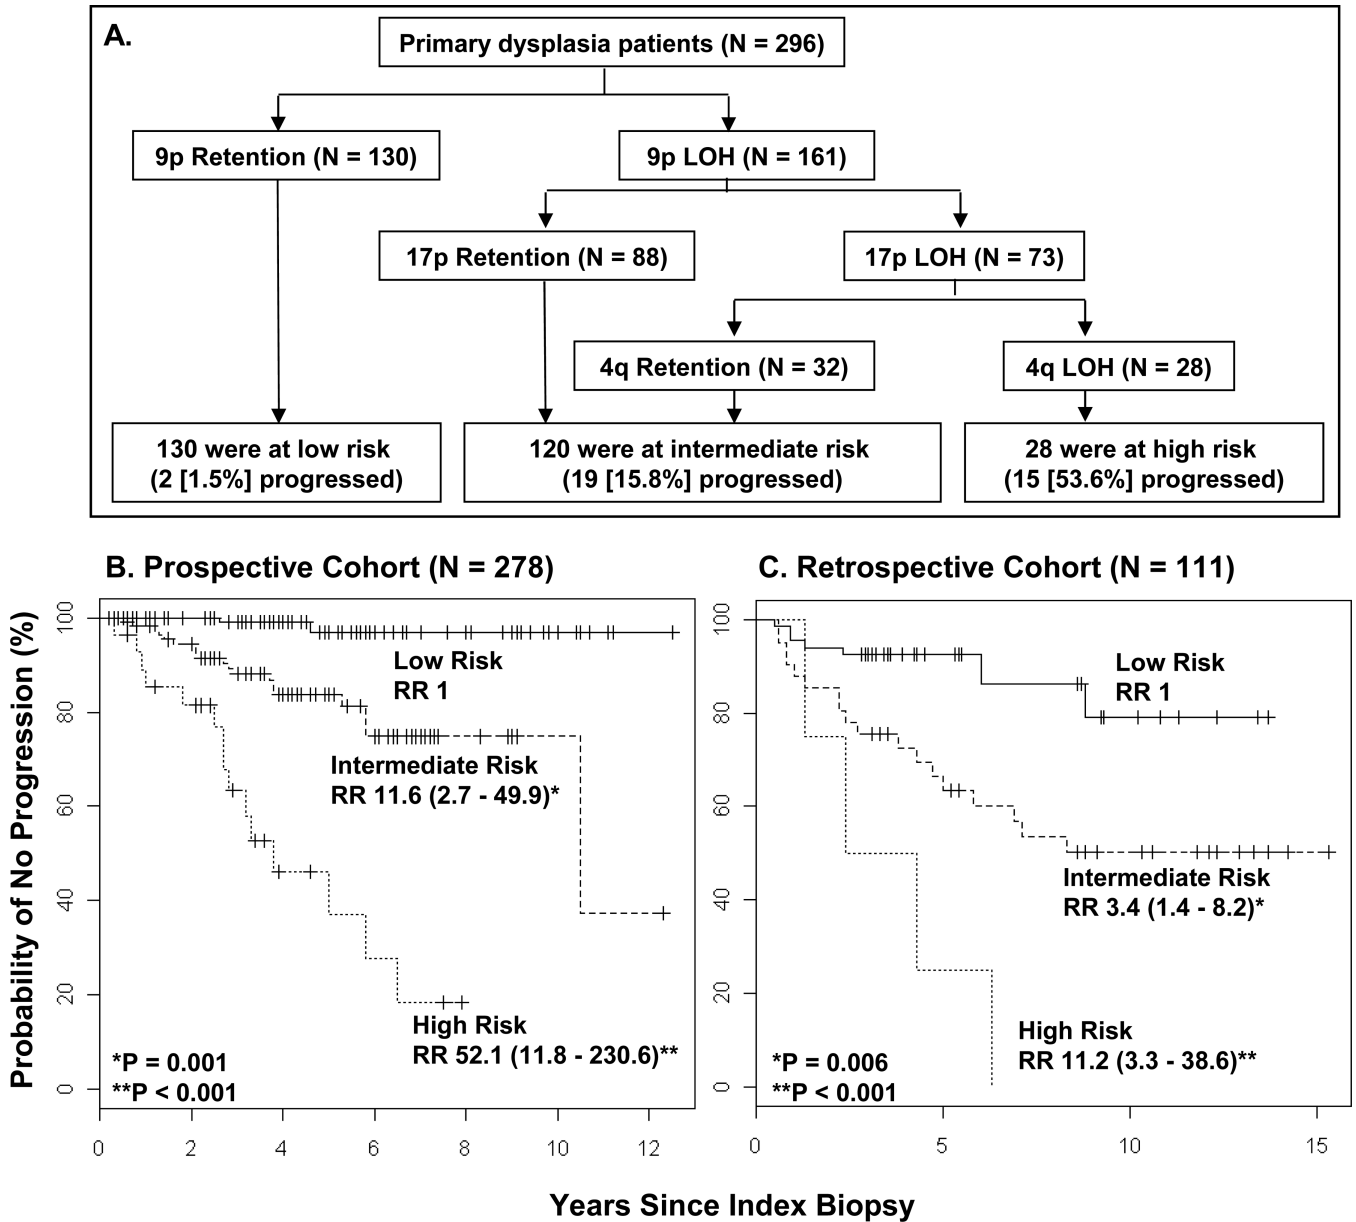 A.
Primary dysplasia patients (N = 296)
9p Retention (N = 130)
9p LOH (N = 161)
17p Retention (N = 88)
17p LOH (N = 73)
4q Retention (N = 32)
4q LOH (N = 28)
130 were at low risk
(2 [1.5%] progressed)
120 were at intermediate risk
(19 [15.8%] progressed)
28 were at high risk
(15 [53.6%] progressed)
B. Prospective Cohort (N = 278)
Probability of No Progression (%)
100
80
60
40
20
0
Low Risk
RR 1
Intermediate Risk
RR 11.6 (2.7 - 49.9)*
High Risk
RR 52.1 (11.8 - 230.6)**
*P = 0.001
**P < 0.001
0 2 4 6 8 10 12
C. Retrospective Cohort (N = 111)
100
80
60
40
20
0
Low Risk
RR 1
Intermediate Risk
RR 3.4 (1.4 - 8.2)*
High Risk
RR 11.2 (3.3 - 38.6)**
*P = 0.006
**P < 0.001
0 5 10 15
Years Since Index Biopsy